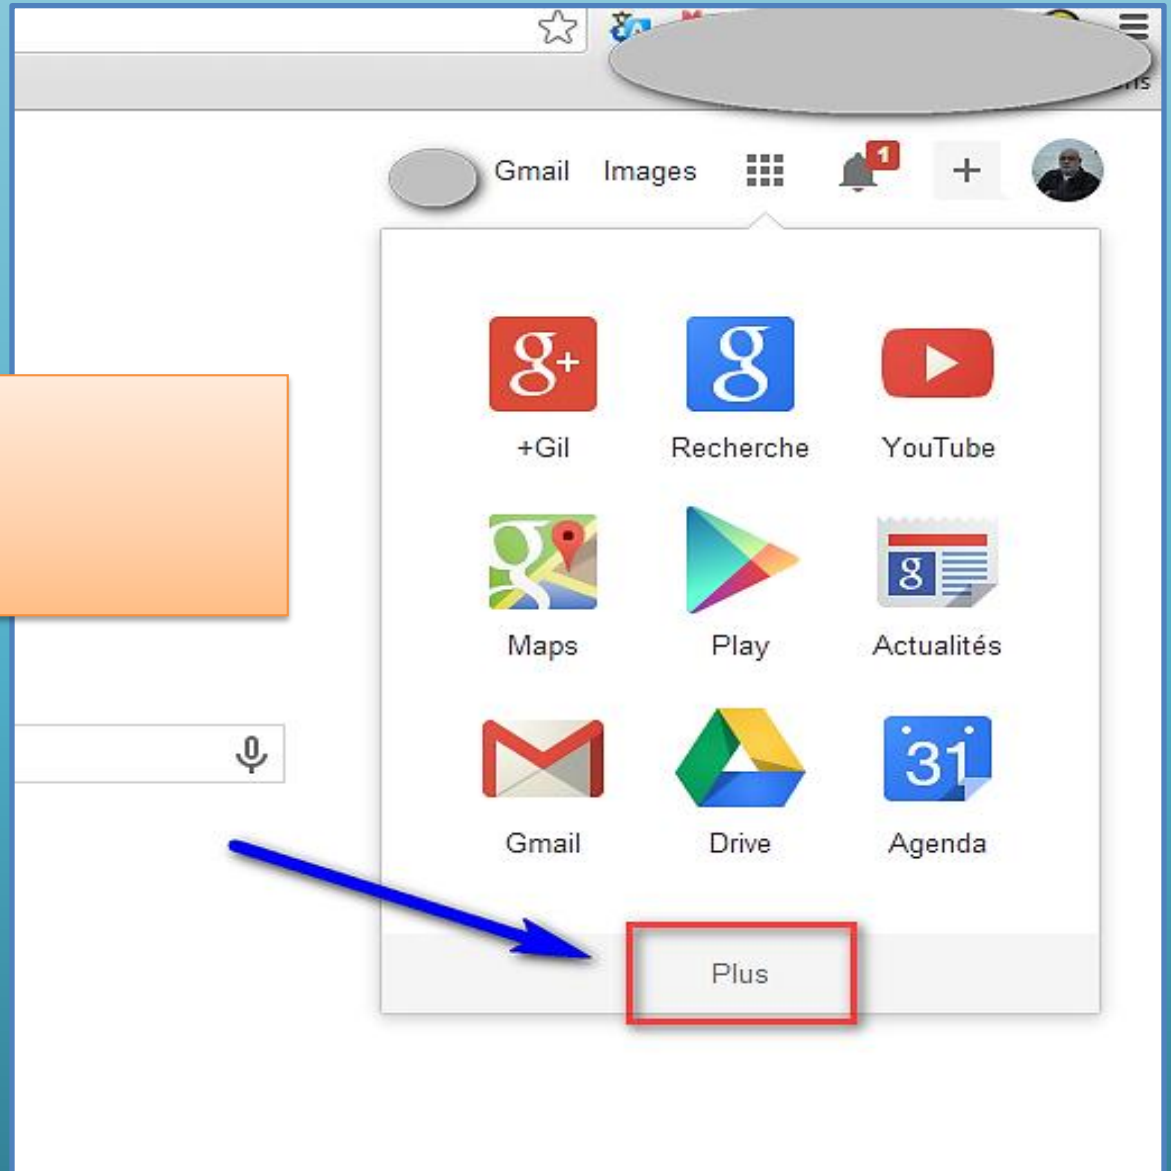 Gmail Images 1 +
g+ g
+Gil Recherche YouTube
g g
Maps Play Actualités
31
Gmail Drive Agenda
Plus